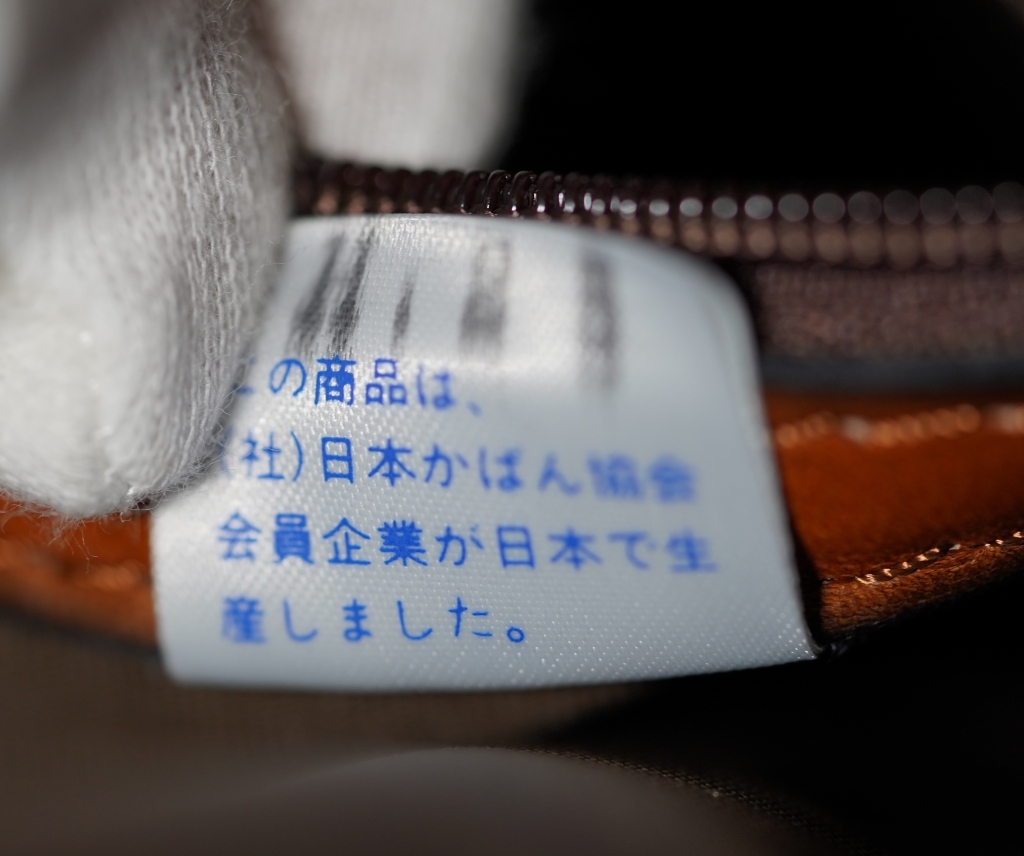 この商品は、
(社)日本かばん協会
会員企業が日本で生
産しました。